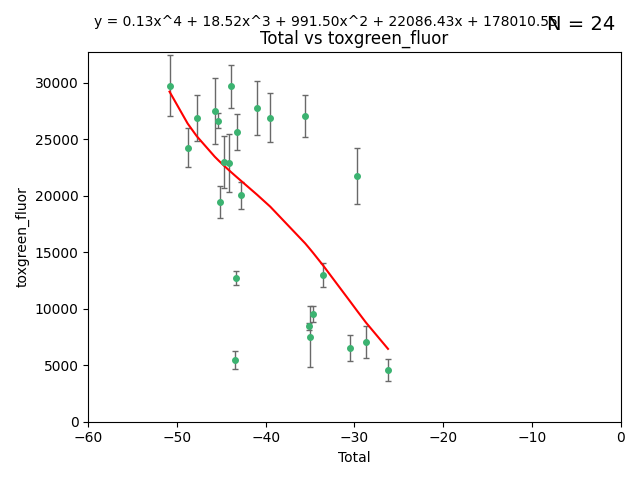 y = 0.13x^4 + 18.52x^3 + 991.50x^2 + 22086.43x + 178010.55
N = 24
Total vs toxgreen_fluor
30000
25000
20000
15000
10000
5000
0
toxgreen_fluor
−60
−50
−40
−30
−20
−10
0
Total